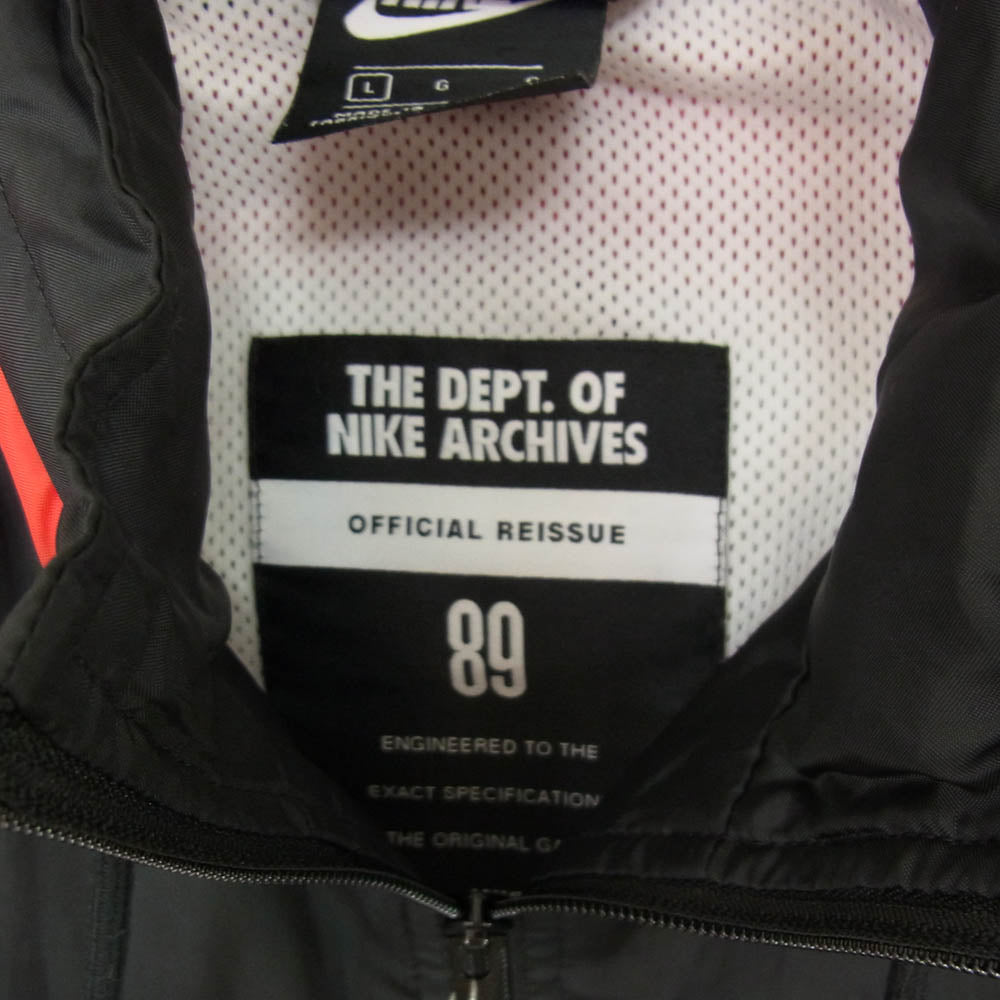 L G
THE DEPT. OF
NIKE ARCHIVES
OFFICIAL REISSUE
89
ENGINEERED TO THE
EXACT SPECIFICATION
THE ORIGINAL